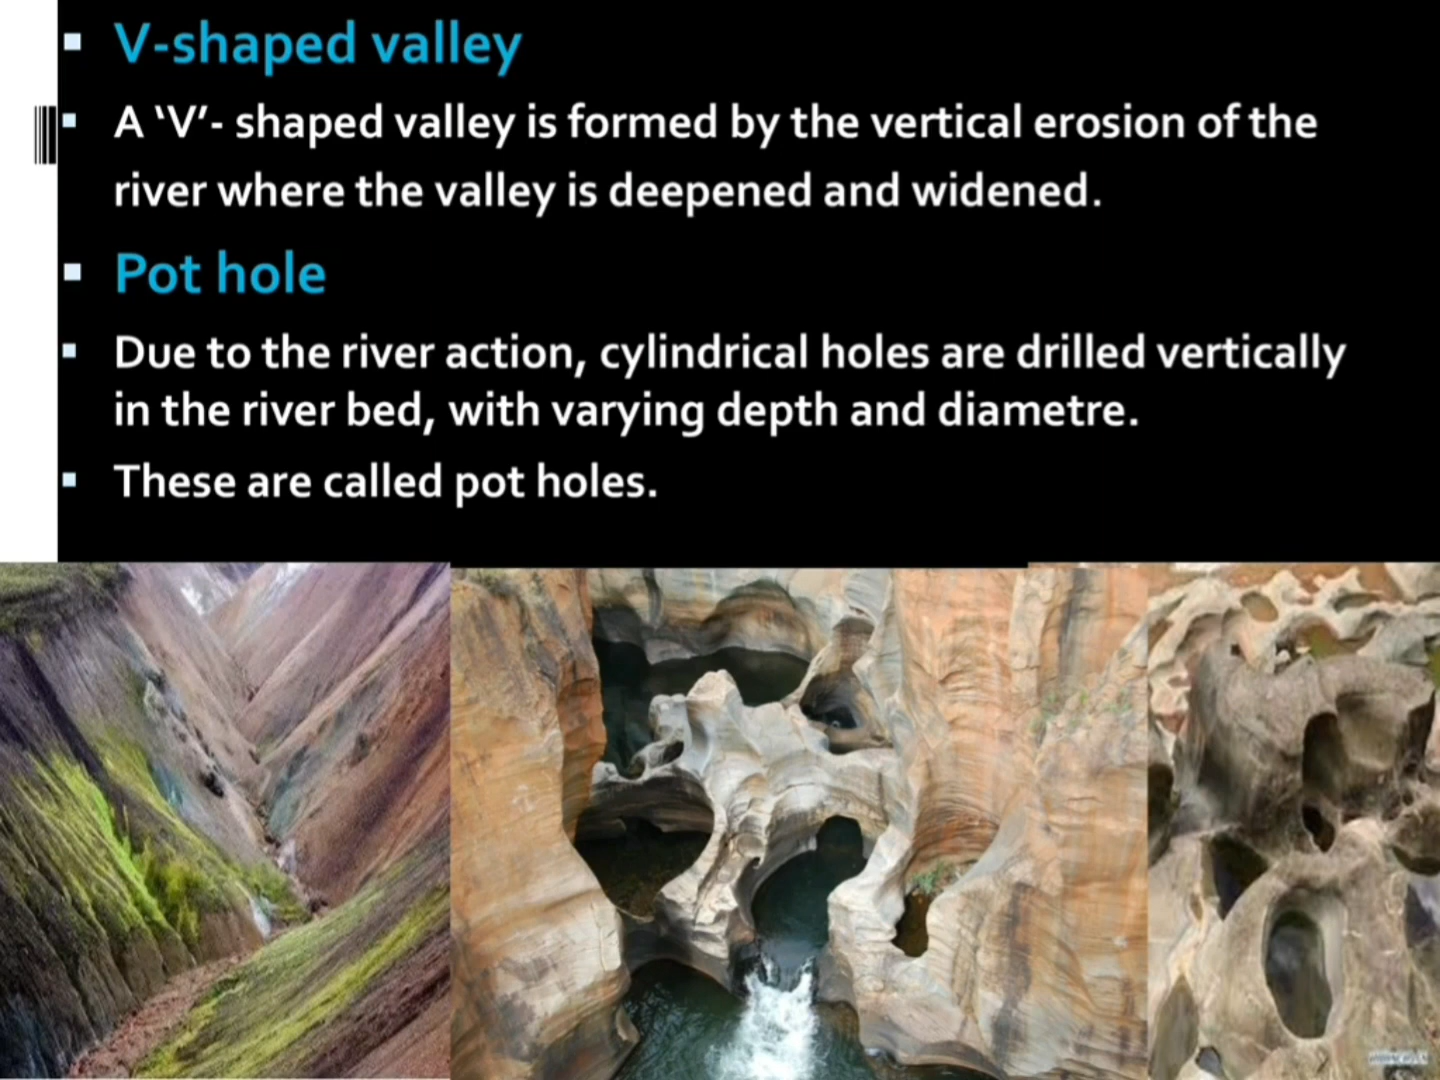 V-shaped valley
A ‘V’- shaped valley is formed by the vertical erosion of the
river where the valley is deepened and widened.
Pot hole
Due to the river action, cylindrical holes are drilled vertically
in the river bed, with varying depth and diametre.
These are called pot holes.